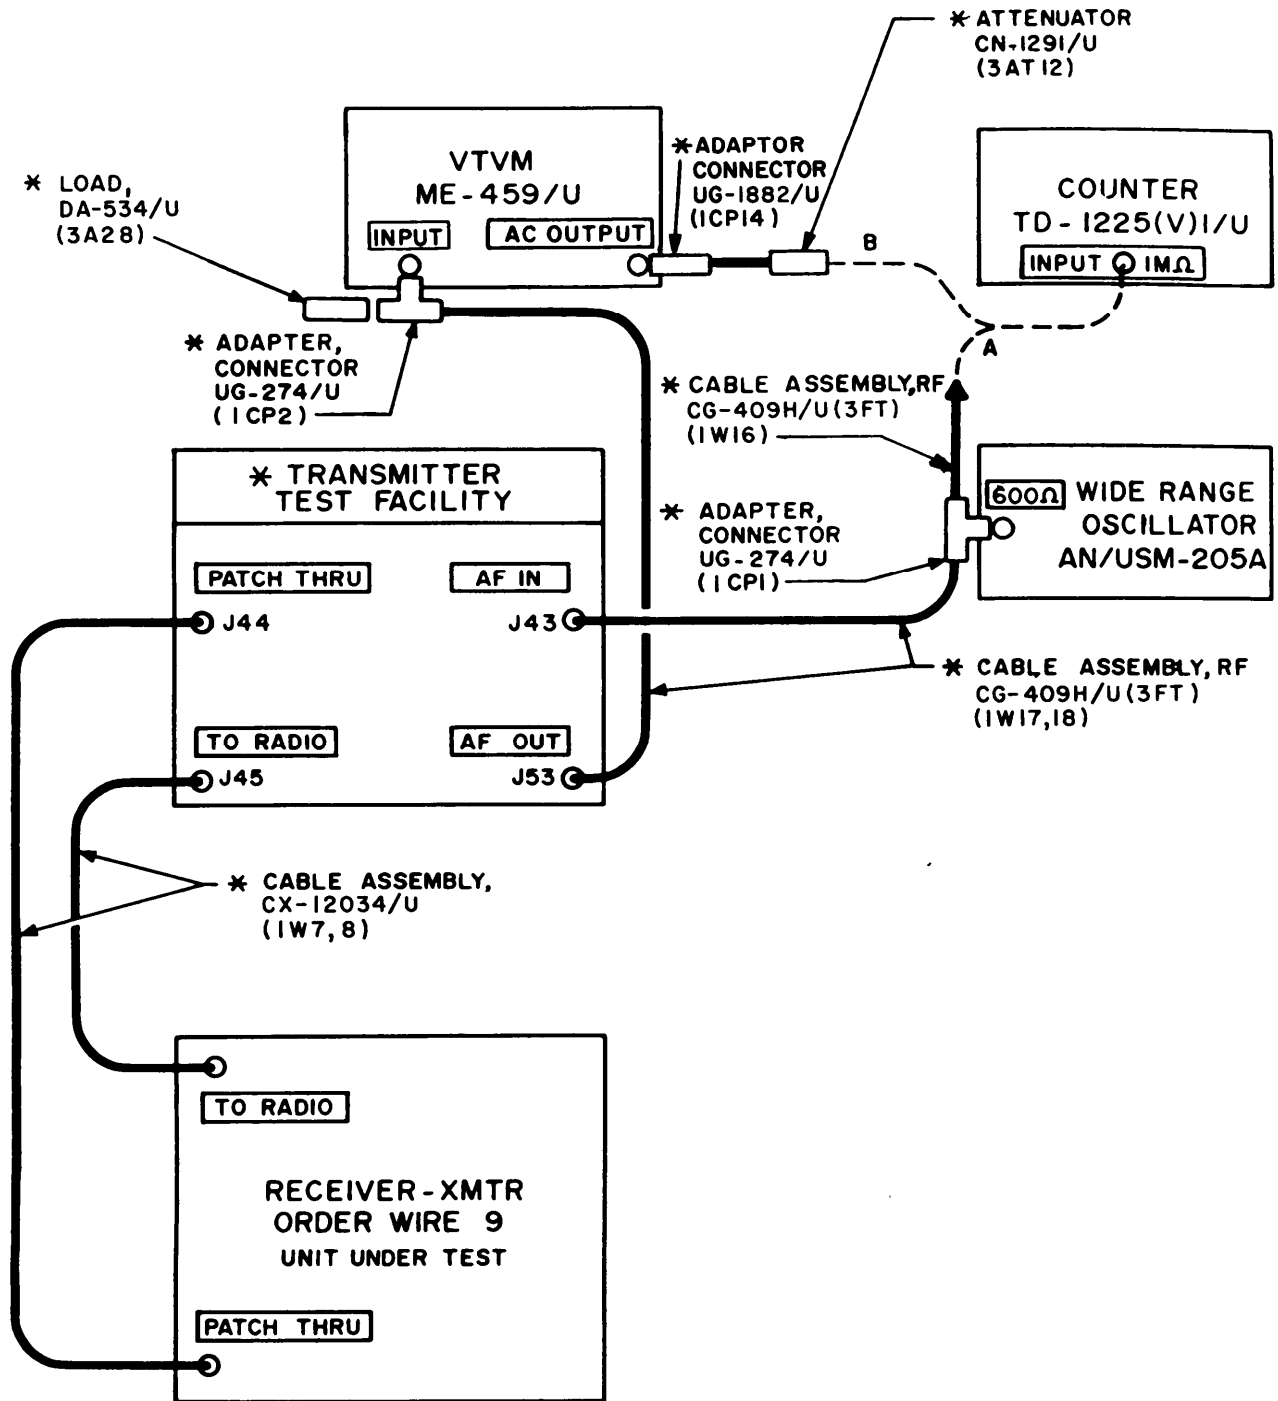 * ATTENUATOR
CN-1291/U
(3AT12)
* LOAD,
DA-534/U
(3A28)
VTVM
ME-459/U
INPUT
AC OUTPUT
* ADAPTOR
CONNECTOR
UG-1882/U
(1CP14)
B
COUNTER
TD-1225(V)1/U
INPUT 1MΩ
A
* ADAPTER,
CONNECTOR
UG-274/U
(1CP2)
* CABLE ASSEMBLY,RF
CG-409H/U(3FT)
(1W16)
* TRANSMITTER
TEST FACILITY
PATCH THRU
AF IN
J44
J43
TO RADIO
AF OUT
J45
J53
* ADAPTER,
CONNECTOR
UG-274/U
(1CP1)
600Ω WIDE RANGE
OSCILLATOR
AN/USM-205A
* CABLE ASSEMBLY, RF
CG-409H/U(3FT)
(1W17,18)
* CABLE ASSEMBLY,
CX-12034/U
(1W7,8)
TO RADIO
RECEIVER-XMTR
ORDER WIRE 9
UNIT UNDER TEST
PATCH THRU